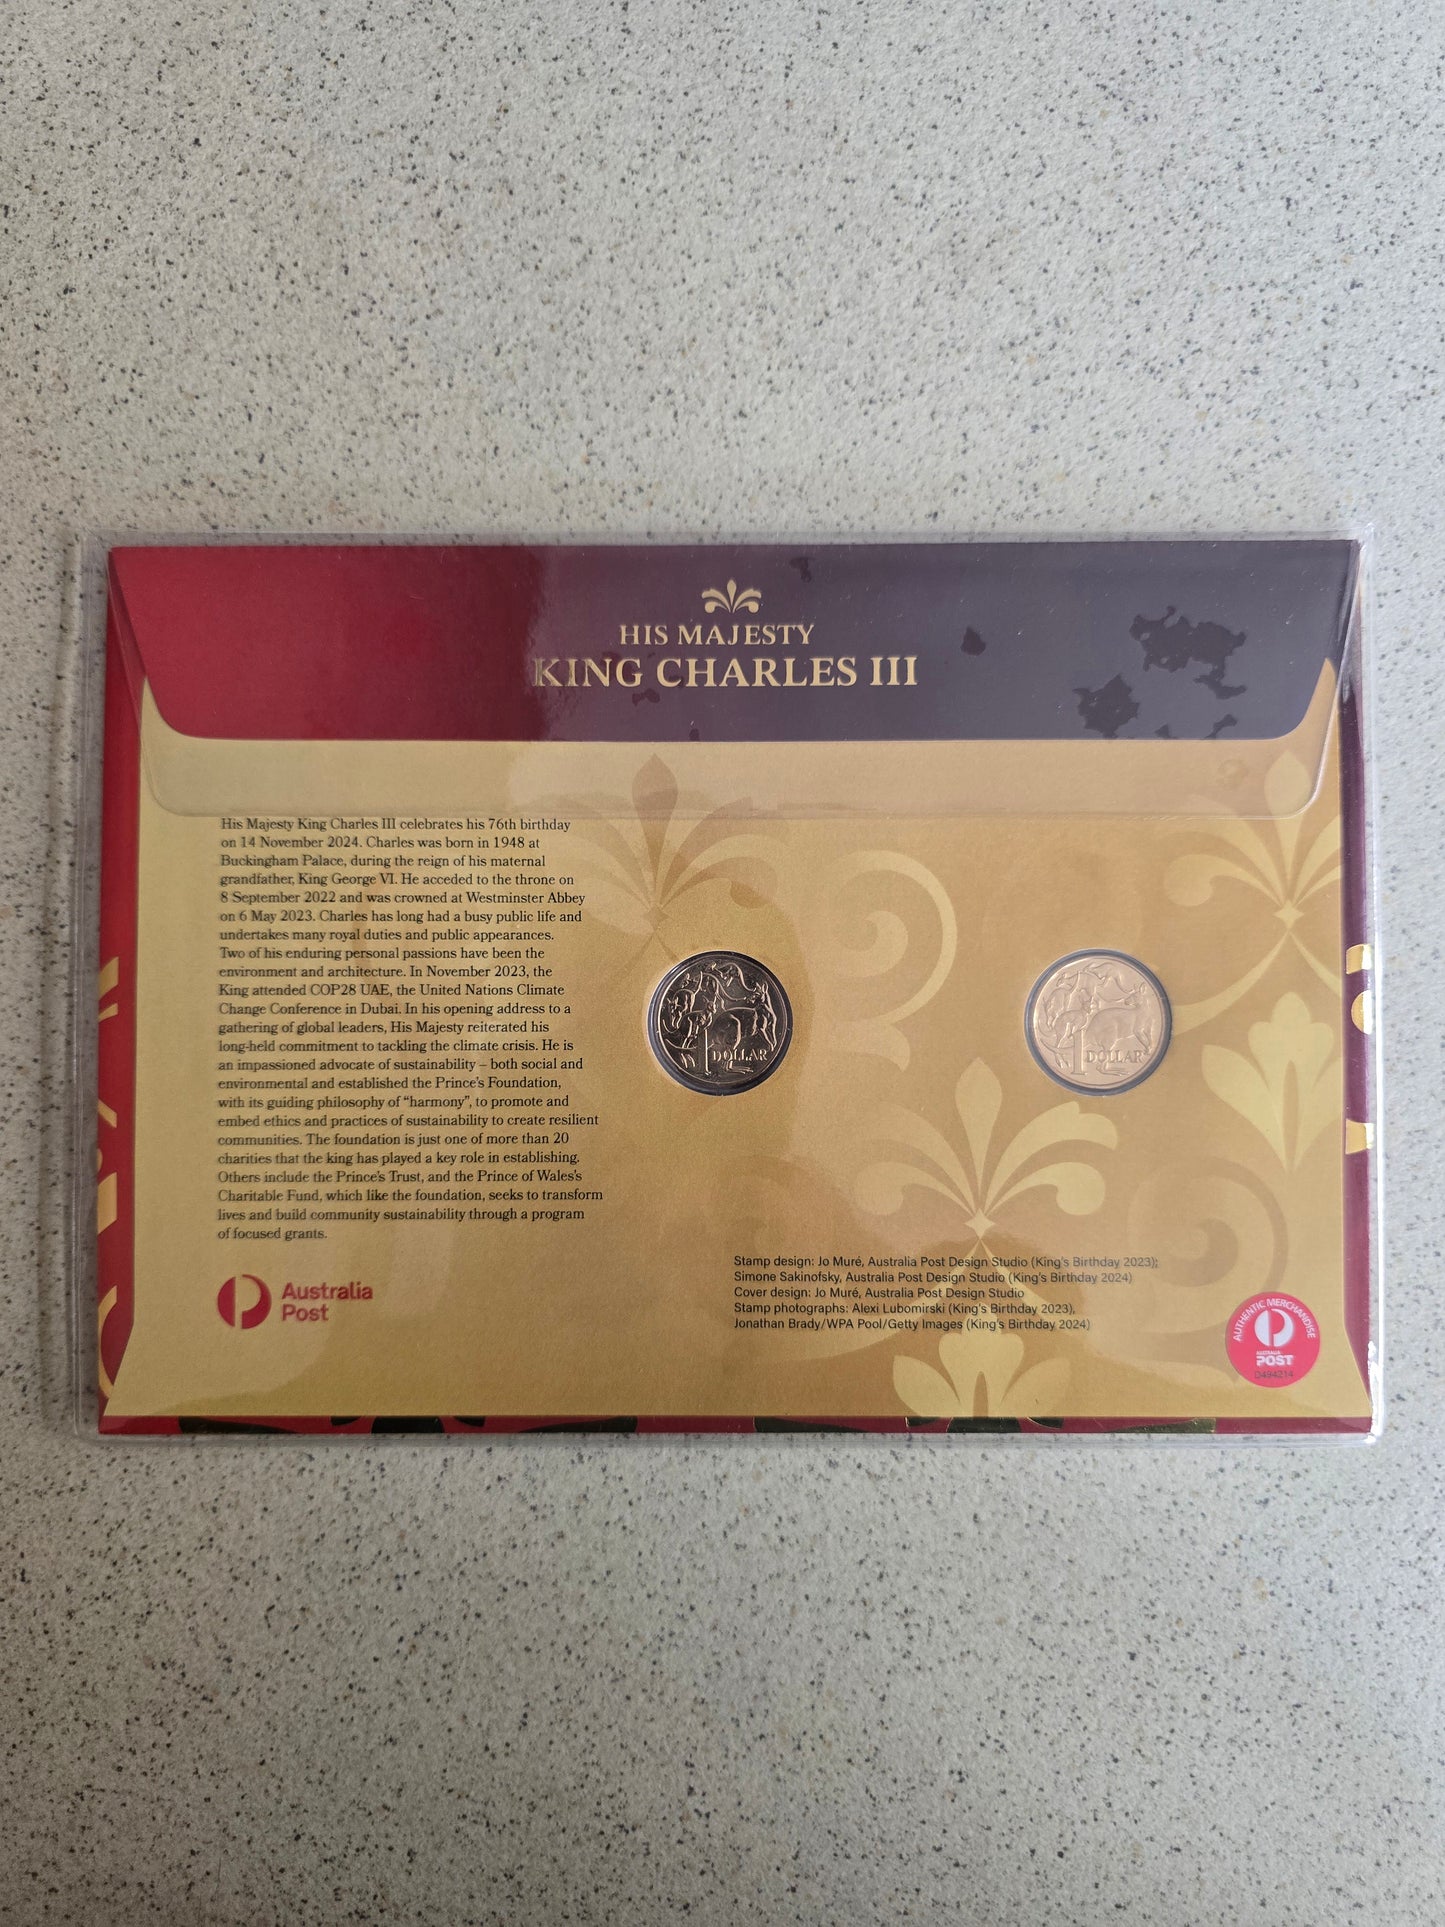 HIS MAJESTY
KING CHARLES III
His Majesty King Charles III celebrates his 76th birthday
on 14 November 2024. Charles was born in 1948 at
Buckingham Palace, during the reign of his maternal
grandfather, King George VI. He acceded to the throne on
8 September 2022 and was crowned at Westminster Abbey
on 6 May 2023. Charles has long had a busy public life and
undertakes many royal duties and public appearances.
Two of his enduring personal passions have been the
environment and architecture. In November 2023, the
King attended COP28 UAE, the United Nations Climate
Change Conference in Dubai. In his opening address to a
gathering of global leaders, His Majesty reiterated his
long-held commitment to tackling the climate crisis. He is
an impassioned advocate of sustainability – both social and
environmental and established the Prince's Foundation,
with its guiding philosophy of “harmony”, to promote and
embed ethics and practices of sustainability to create resilient
communities. The foundation is just one of more than 20
charities that the king has played a key role in establishing.
Others include the Prince's Trust, and the Prince of Wales's
Charitable Fund, which like the foundation, seeks to transform
lives and build community sustainability through a program
of focused grants.
Australia
Post
1 DOLLAR
1 DOLLAR
Stamp design: Jo Muré, Australia Post Design Studio (King's Birthday 2023);
Simone Sakinofsky, Australia Post Design Studio (King's Birthday 2024)
Cover design: Jo Muré, Australia Post Design Studio
Stamp photographs: Alexi Lubomirski (King's Birthday 2023),
Jonathan Brady/WPA Pool/Getty Images (King's Birthday 2024)
AUTHENTIC MERCHANDISE
AUSTRALIA
POST
D494214